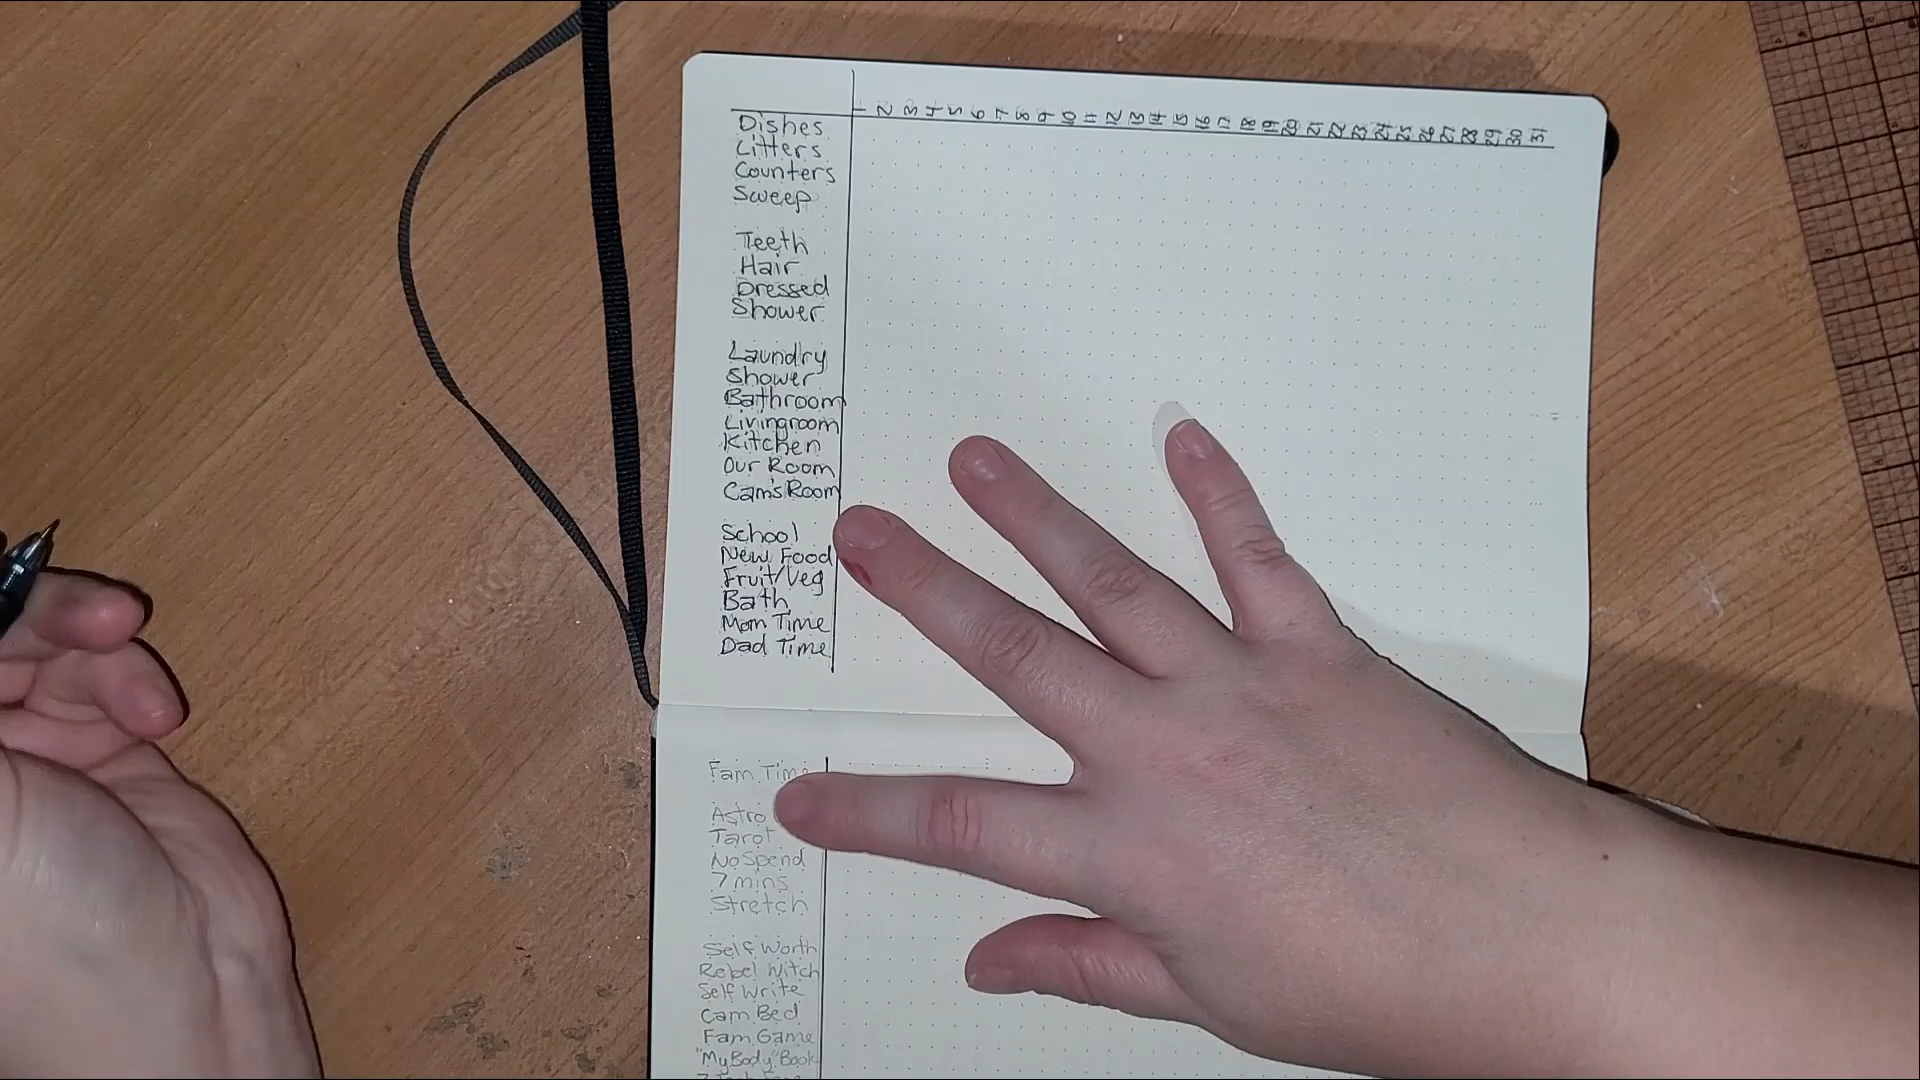 1 2 3 4 5 6 7 8 9 10 11 12 13 14 15 16 17 18 19 20 21 22 23 24 25 26 27 28 29 30 31
Dishes
Litters
Counters
Sweep
Teeth
Hair
Dressed
Shower
Laundry
Shower
Bathroom
Livingroom
Kitchen
Our Room
Cam's Room
School
New Food
Fruit/Veg
Bath
Mom Time
Dad Time
Fam Time
Astro
Tarot
No Spend
7 mins
Stretch
Self Worth
Rebel Witch
Self Write
Cam Bed
Fam Game
"My Body" Book